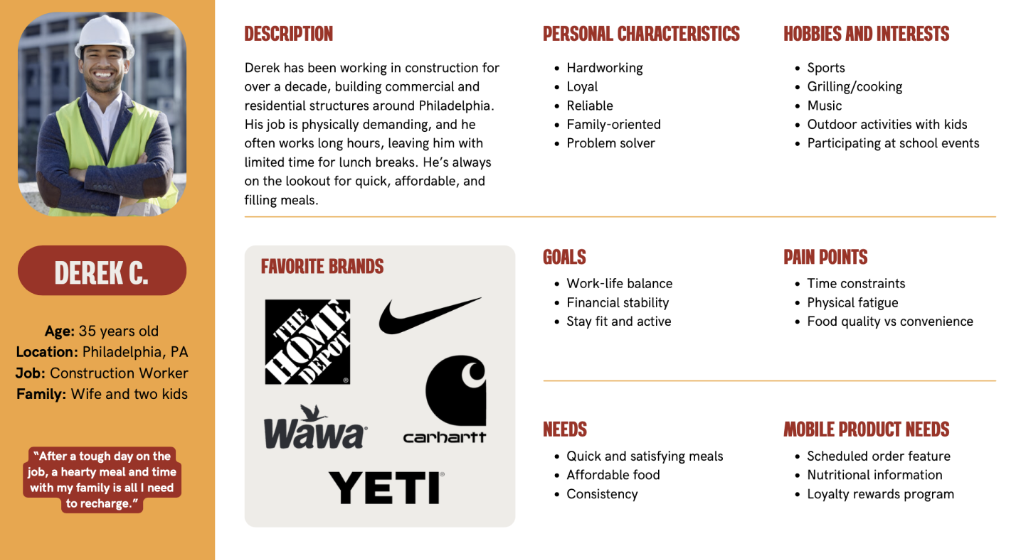 DEREK C.
Age: 35 years old
Location: Philadelphia, PA
Job: Construction Worker
Family: Wife and two kids
“After a tough day on the
job, a hearty meal and time
with my family is all I need
to recharge.”
DESCRIPTION
Derek has been working in construction for
over a decade, building commercial and
residential structures around Philadelphia.
His job is physically demanding, and he
often works long hours, leaving him with
limited time for lunch breaks. He’s always
on the lookout for quick, affordable, and
filling meals.
PERSONAL CHARACTERISTICS
• Hardworking
• Loyal
• Reliable
• Family-oriented
• Problem solver
HOBBIES AND INTERESTS
• Sports
• Grilling/cooking
• Music
• Outdoor activities with kids
• Participating at school events
FAVORITE BRANDS
THE
HOME
DEPOT
®
Wawa®
carhartt
YETI
GOALS
• Work-life balance
• Financial stability
• Stay fit and active
PAIN POINTS
• Time constraints
• Physical fatigue
• Food quality vs convenience
NEEDS
• Quick and satisfying meals
• Affordable food
• Consistency
MOBILE PRODUCT NEEDS
• Scheduled order feature
• Nutritional information
• Loyalty rewards program